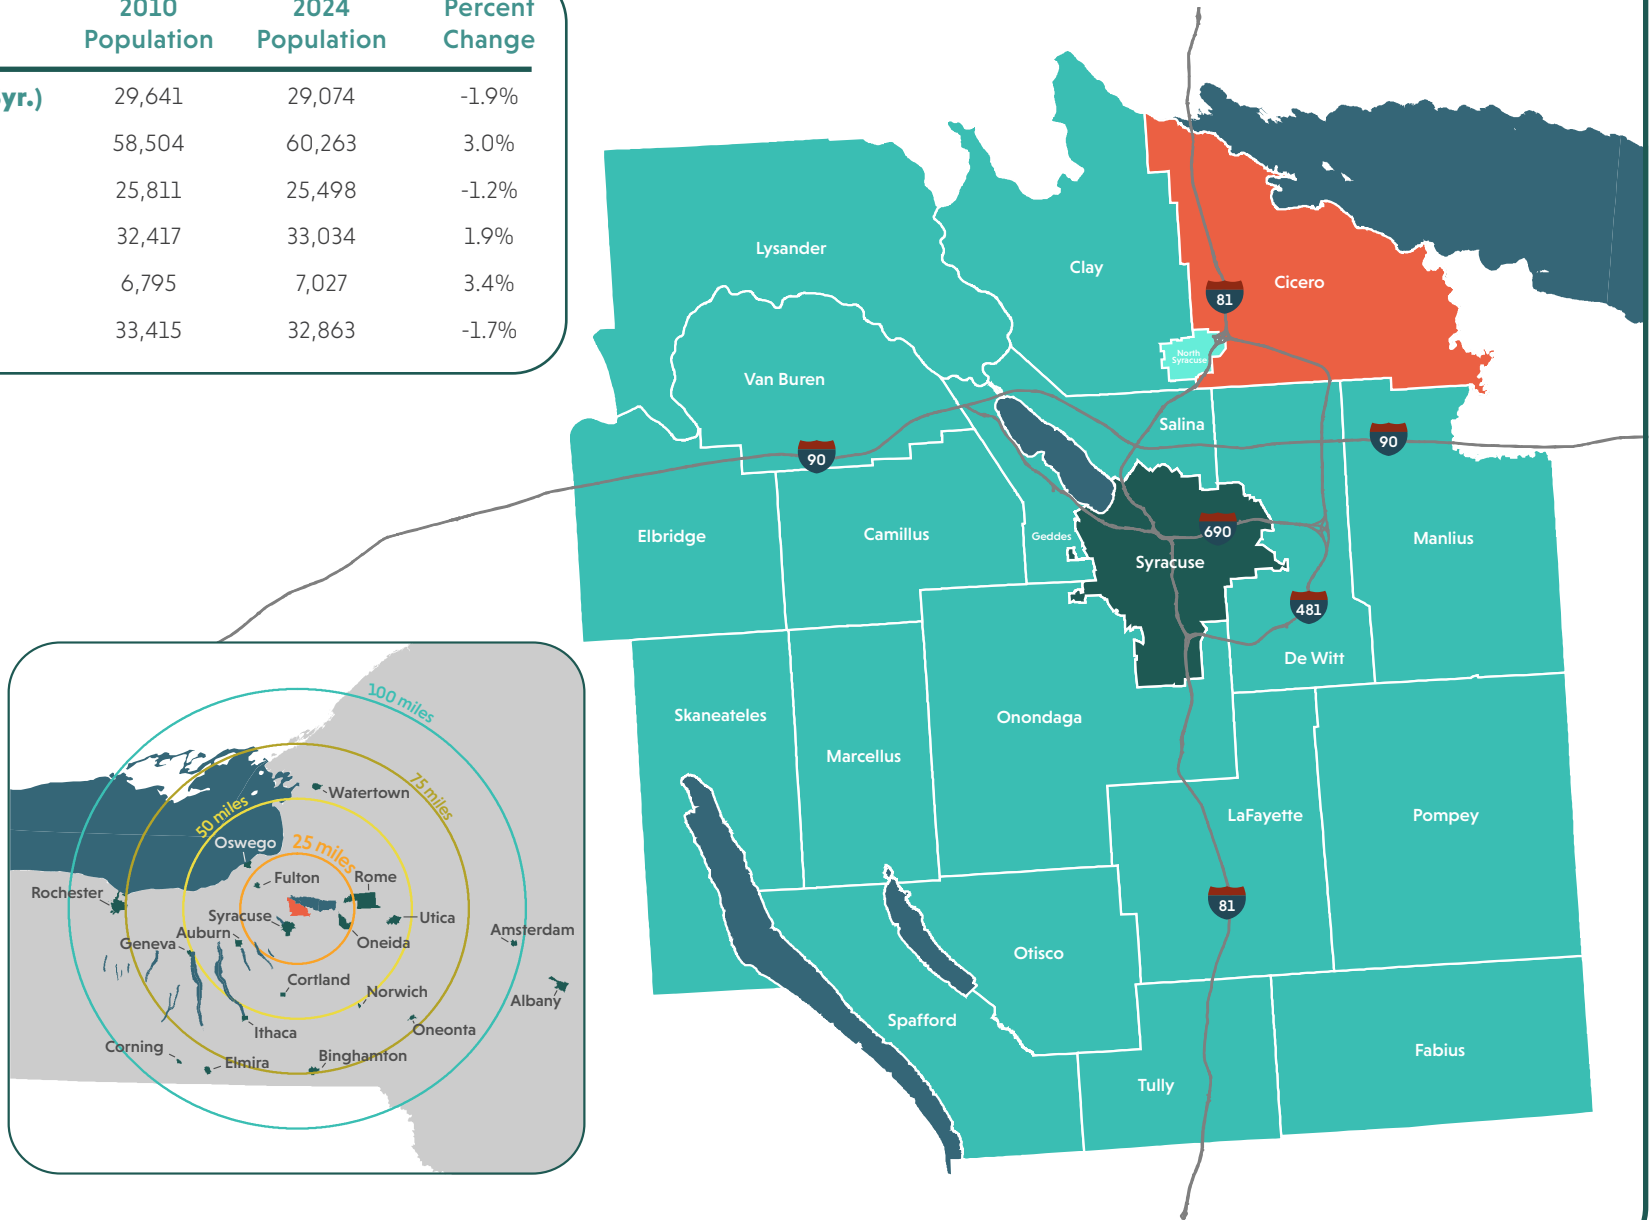 2010 2024 Percent
Population Population Change
yr.) 29,641 29,074 -1.9%
58,504 60,263 3.0%
25,811 25,498 -1.2%
32,417 33,034 1.9%
6,795 7,027 3.4%
33,415 32,863 -1.7%
Lysander
Clay
Cicero
81
North
Syracuse
Van Buren
Salina
90
90
Elbridge
Camillus
Geddes
690
Manlius
Syracuse
481
De Witt
Skaneateles
Onondaga
Marcellus
LaFayette
Pompey
81
Otisco
Spafford
Fabius
Tully
100 miles
75 miles
50 miles
25 miles
Watertown
Oswego
Fulton
Rome
Rochester
Syracuse
Utica
Auburn
Amsterdam
Geneva
Oneida
Cortland
Norwich
Albany
Ithaca
Oneonta
Corning
Binghamton
Elmira